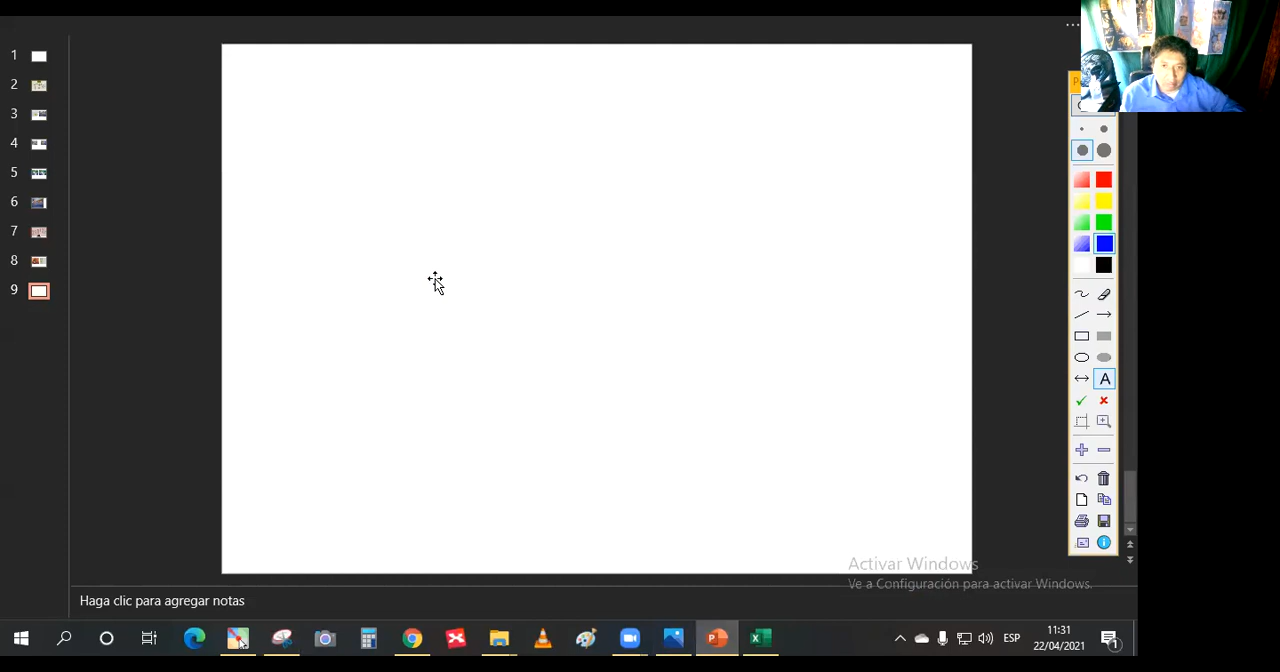 1
2
3
4
5
6
7
8
9
A
Activar Windows
Ve a Configuración para activar Windows.
Haga clic para agregar notas
ESP
11:31
22/04/2021
1